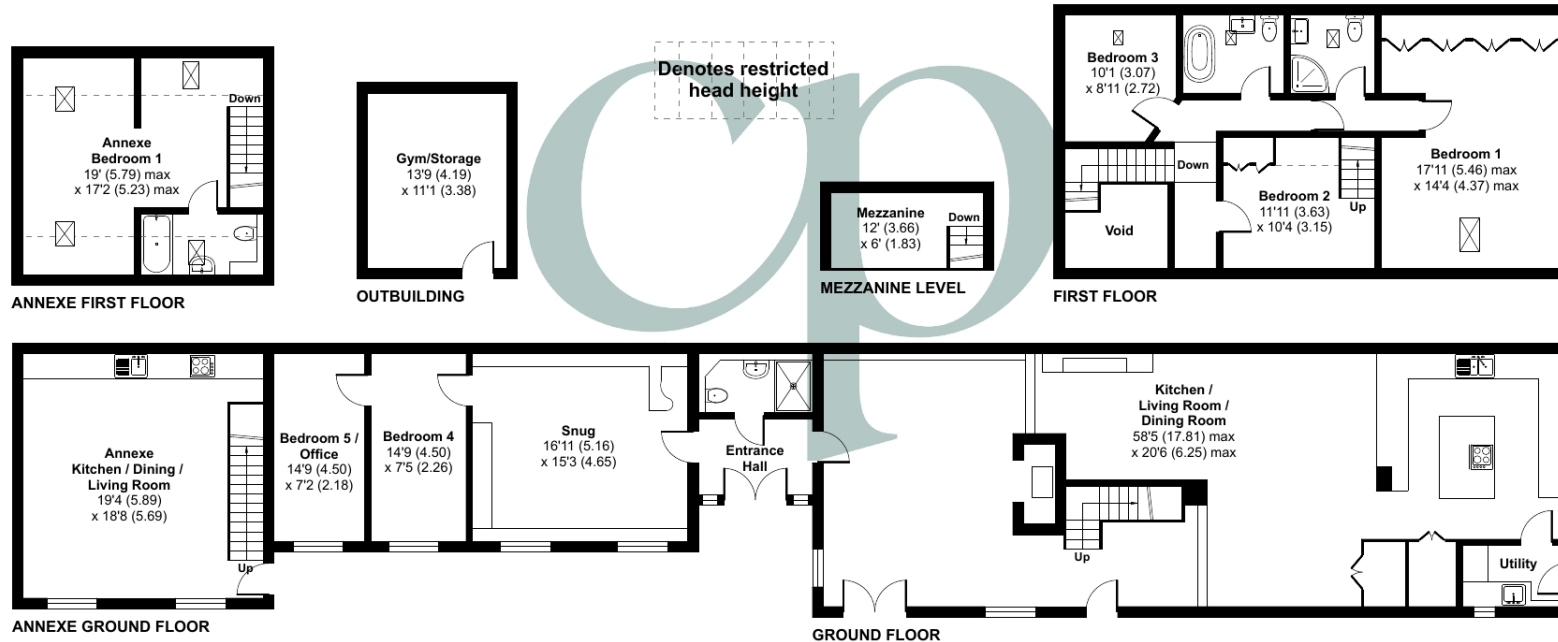 Annexe
Bedroom 1
19' (5.79) max
x 17'2 (5.23) max
Down
ANNEXE FIRST FLOOR
Gym/Storage
13'9 (4.19)
x 11'1 (3.38)
OUTBUILDING
Denotes restricted
head height
cp
Mezzanine
12' (3.66)
x 6' (1.83)
Down
MEZZANINE LEVEL
Bedroom 3
10'1 (3.07)
x 8'11 (2.72)
Down
Void
Bedroom 2
11'11 (3.63)
x 10'4 (3.15)
Up
Bedroom 1
17'11 (5.46) max
x 14'4 (4.37) max
FIRST FLOOR
Annexe
Kitchen / Dining /
Living Room
19'4 (5.89)
x 18'8 (5.69)
Up
ANNEXE GROUND FLOOR
Bedroom 5 /
Office
14'9 (4.50)
x 7'2 (2.18)
Bedroom 4
14'9 (4.50)
x 7'5 (2.26)
Snug
16'11 (5.16)
x 15'3 (4.65)
Entrance
Hall
Kitchen /
Living Room /
Dining Room
58'5 (17.81) max
x 20'6 (6.25) max
Up
Utility
GROUND FLOOR